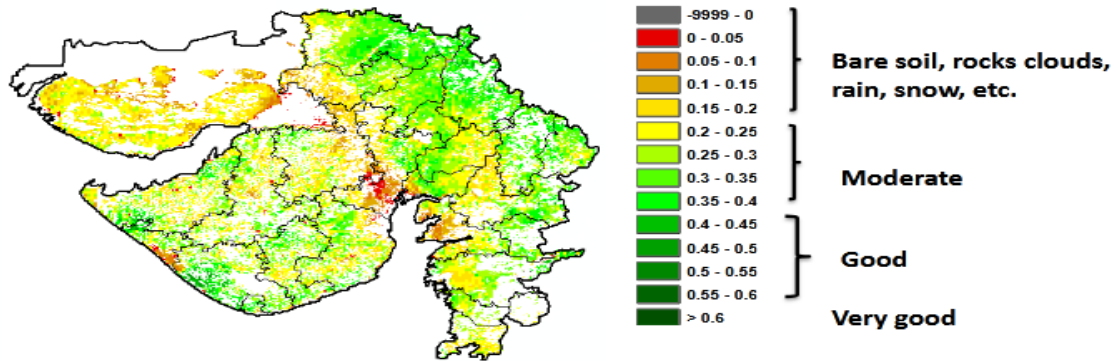 -9999 - 0
0 - 0.05
0.05 - 0.1
0.1 - 0.15
0.15 - 0.2
0.2 - 0.25
0.25 - 0.3
0.3 - 0.35
0.35 - 0.4
0.4 - 0.45
0.45 - 0.5
0.5 - 0.55
0.55 - 0.6
> 0.6
Bare soil, rocks clouds,
rain, snow, etc.
Moderate
Good
Very good